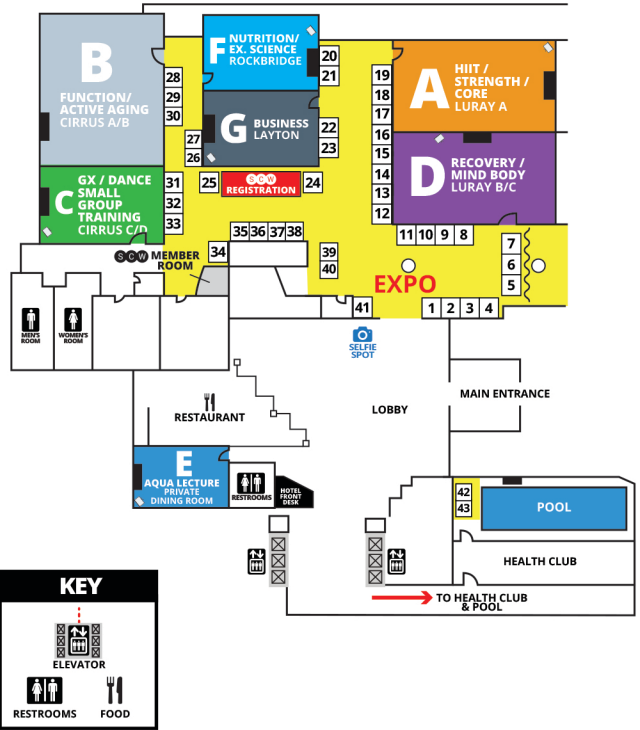 B
FUNCTION/
ACTIVE AGING
CIRRUS A/B
F
NUTRITION/
EX. SCIENCE
ROCKBRIDGE
G
BUSINESS
LAYTON
A
HIIT /
STRENGTH /
CORE
LURAY A
D
RECOVERY /
MIND BODY
LURAY B/C
C
GX / DANCE
SMALL
GROUP
TRAINING
CIRRUS C/D
28
29
30
27
26
20
21
22
23
19
18
17
16
15
14
13
12
31
32
33
25
SCW
REGISTRATION
24
34
35 36 37 38
39
40
11 10 9 8
7
6
5
SCW MEMBER
ROOM
EXPO
41
1 2 3 4
MEN'S
ROOM
WOMEN'S
ROOM
SELFIE
SPOT
RESTAURANT
LOBBY
MAIN ENTRANCE
E
AQUA LECTURE
PRIVATE
DINING ROOM
RESTROOMS
HOTEL
FRONT
DESK
42
43
POOL
HEALTH CLUB
TO HEALTH CLUB
& POOL
KEY
ELEVATOR
RESTROOMS
FOOD